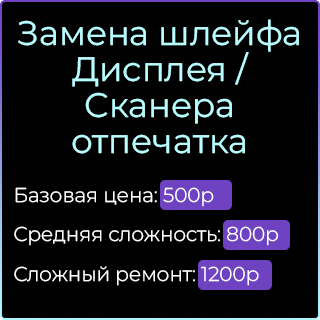 Замена шлейфа
Дисплея /
Сканера
отпечатка
Базовая цена: 500р
Средняя сложность: 800р
Сложный ремонт: 1200р